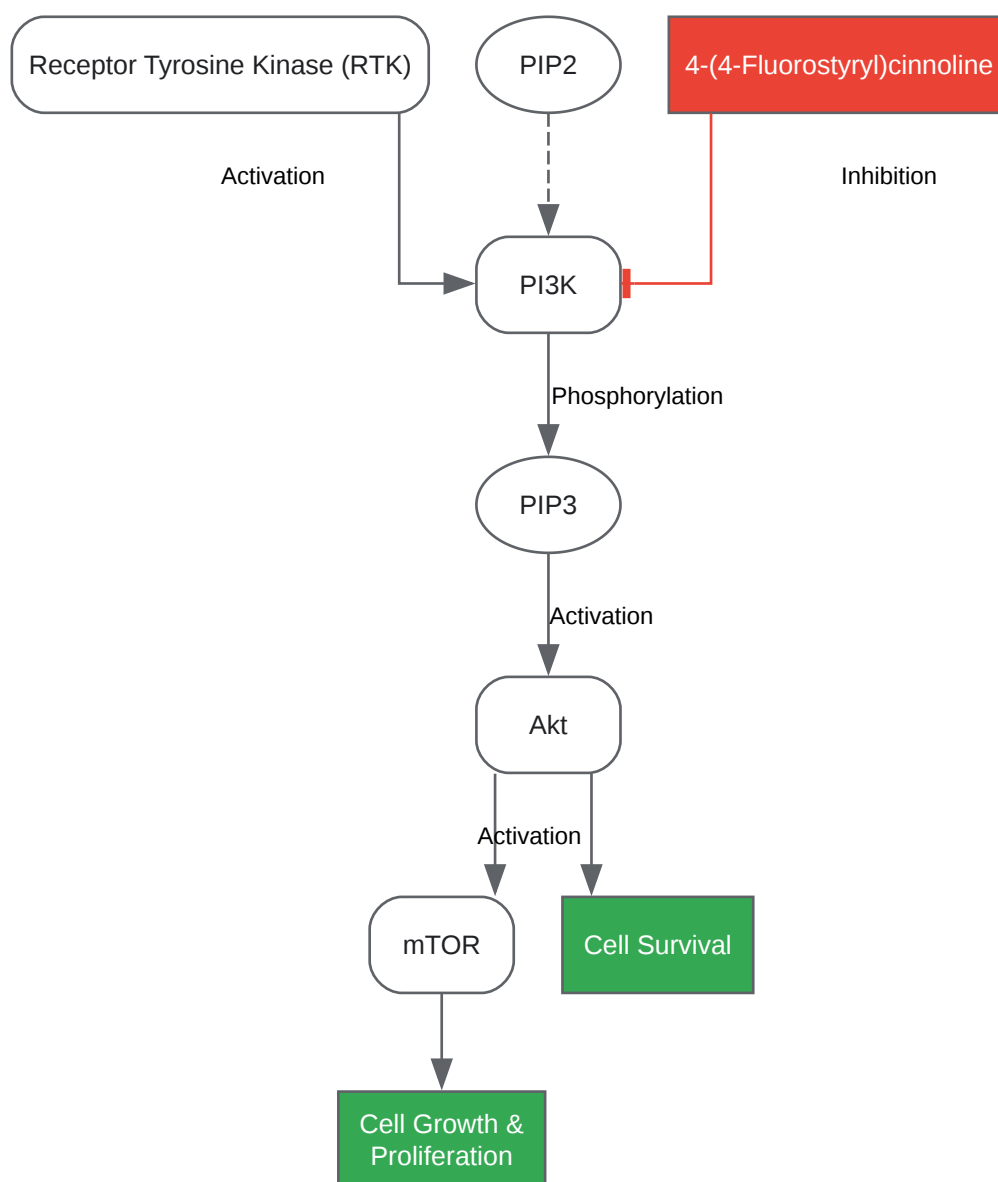 Receptor Tyrosine Kinase (RTK)
PIP2
4-(4-Fluorostyryl)cinnoline
Activation
Inhibition
PI3K
Phosphorylation
PIP3
Activation
Akt
Activation
mTOR
Cell Survival
Cell Growth &
Proliferation